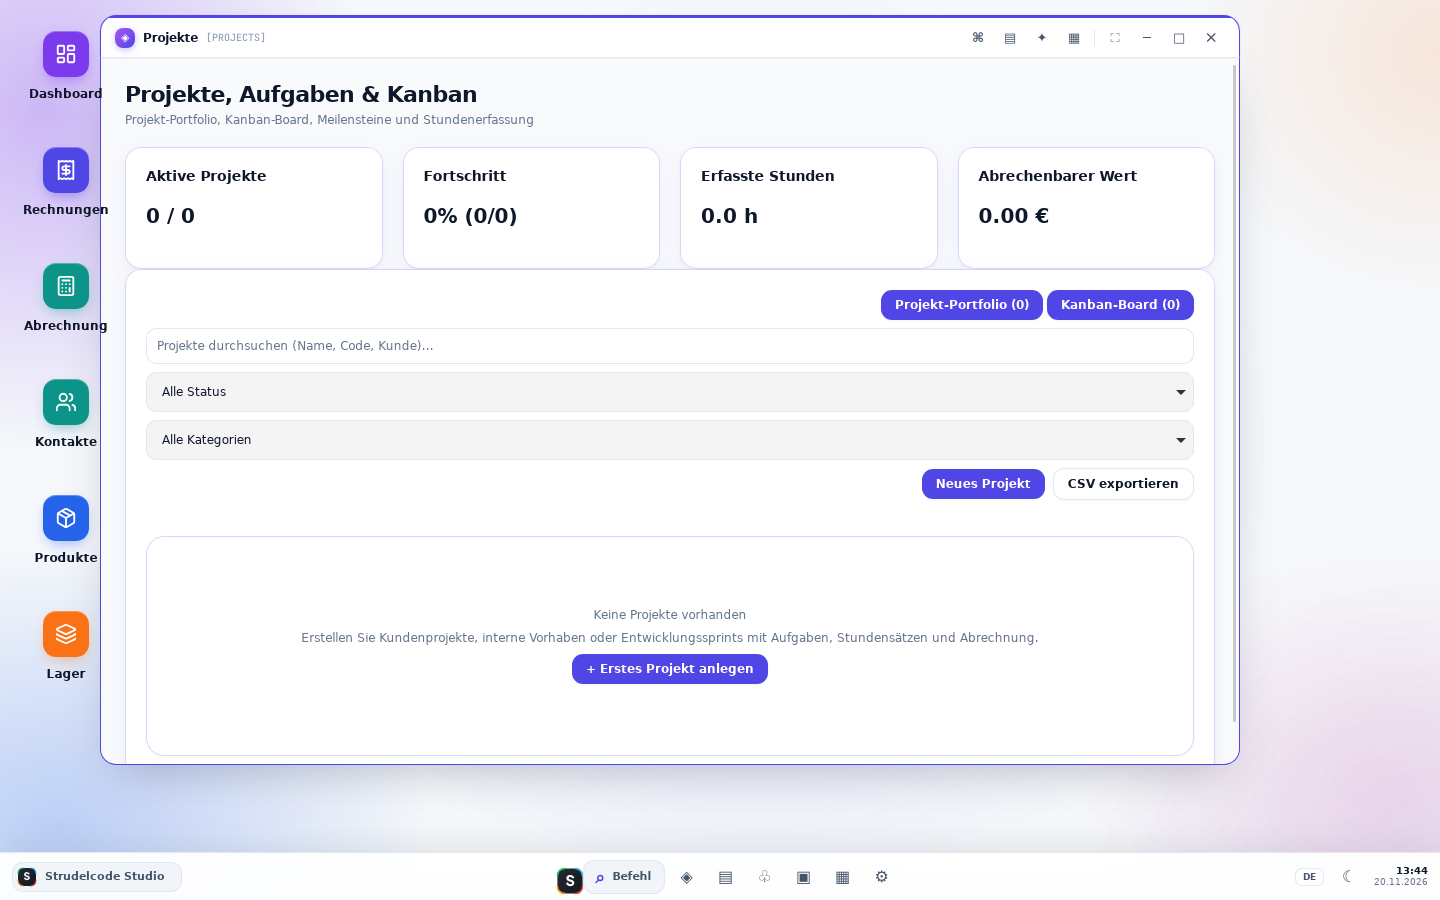 Projekte [PROJECTS]
Dashboard
Rechnungen
Abrechnung
Kontakte
Produkte
Lager
Projekte, Aufgaben & Kanban
Projekt-Portfolio, Kanban-Board, Meilensteine und Stundenerfassung
Aktive Projekte
0 / 0
Fortschritt
0% (0/0)
Erfasste Stunden
0.0 h
Abrechenbarer Wert
0.00 €
Projekt-Portfolio (0) Kanban-Board (0)
Projekte durchsuchen (Name, Code, Kunde)...
Alle Status
Alle Kategorien
Neues Projekt CSV exportieren
Keine Projekte vorhanden
Erstellen Sie Kundenprojekte, interne Vorhaben oder Entwicklungssprints mit Aufgaben, Stundensätzen und Abrechnung.
+ Erstes Projekt anlegen
S Strudelcode Studio
S Befehl
DE
13:44
20.11.2026